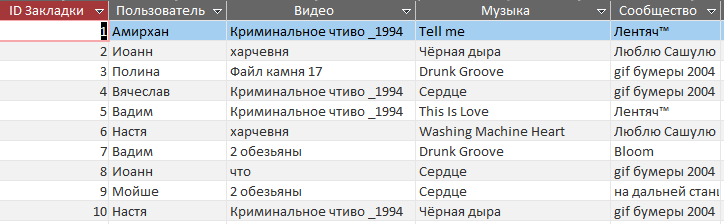 ID Закладки Пользователь Видео Музыка Сообщество
1 Амирхан Криминальное чтиво _1994 Tell me Лентяч™
2 Иоанн харчевня Чёрная дыра Люблю Сашулю
3 Полина Файл камня 17 Drunk Groove gif бумеры 2004
4 Вячеслав Криминальное чтиво _1994 Сердце gif бумеры 2004
5 Вадим Криминальное чтиво _1994 This Is Love Лентяч™
6 Настя харчевня Washing Machine Heart Люблю Сашулю
7 Вадим 2 обезьяны Drunk Groove Bloom
8 Иоанн что Сердце gif бумеры 2004
9 Мойше 2 обезьяны Сердце на дальней
10 Настя Криминальное чтиво _1994 Чёрная дыра gif бумеры 2004